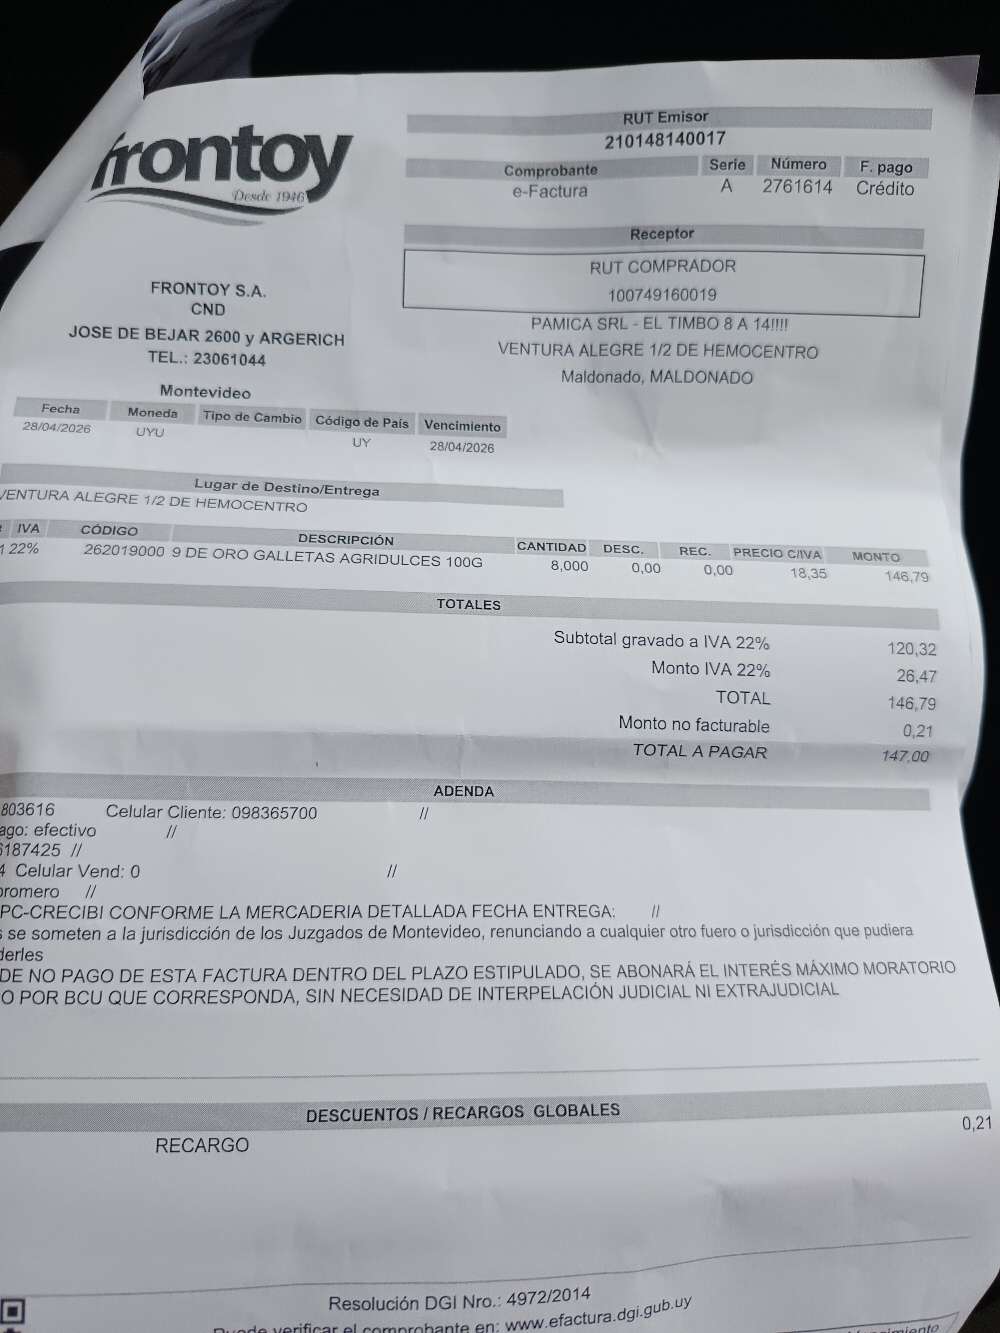 frontoy
Desde 1946
RUT Emisor
210148140017
Comprobante Serie Número F. pago
e-Factura A 2761614 Crédito
Receptor
RUT COMPRADOR
100749160019
PAMICA SRL - EL TIMBO 8 A 14!!!!
VENTURA ALEGRE 1/2 DE HEMOCENTRO
Maldonado, MALDONADO
FRONTOY S.A.
CND
JOSE DE BEJAR 2600 y ARGERICH
TEL.: 23061044
Montevideo
Fecha Moneda Tipo de Cambio Código de País Vencimiento
28/04/2026 UYU UY 28/04/2026
Lugar de Destino/Entrega
VENTURA ALEGRE 1/2 DE HEMOCENTRO
IVA CÓDIGO DESCRIPCIÓN CANTIDAD DESC. REC. PRECIO C/IVA MONTO
1 22% 262019000 9 DE ORO GALLETAS AGRIDULCES 100G 8,000 0,00 0,00 18,35 146,79
TOTALES
Subtotal gravado a IVA 22% 120,32
Monto IVA 22% 26,47
TOTAL 146,79
Monto no facturable 0,21
TOTAL A PAGAR 147,00
ADENDA
803616 Celular Cliente: 098365700 //
ago: efectivo //
6187425 //
4 Celular Vend: 0 //
promero //
PC-CRECIBI CONFORME LA MERCADERIA DETALLADA FECHA ENTREGA: //
s se someten a la jurisdicción de los Juzgados de Montevideo, renunciando a cualquier otro fuero o jurisdicción que pudiera
derles
DE NO PAGO DE ESTA FACTURA DENTRO DEL PLAZO ESTIPULADO, SE ABONARÁ EL INTERÉS MÁXIMO MORATORIO
O POR BCU QUE CORRESPONDA, SIN NECESIDAD DE INTERPELACIÓN JUDICIAL NI EXTRAJUDICIAL
DESCUENTOS / RECARGOS GLOBALES
RECARGO 0,21
Resolución DGI Nro.: 4972/2014
Puede verificar el comprobante en: www.efactura.dgi.gub.uy